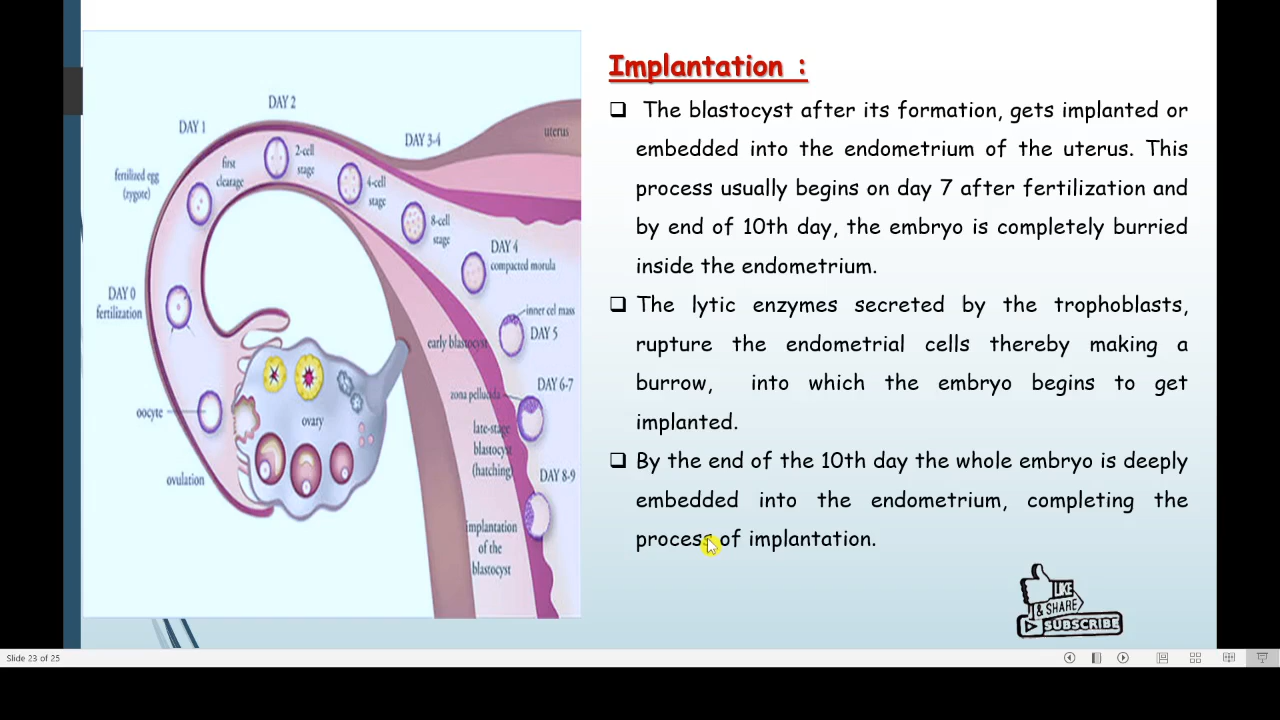 DAY 2
DAY 1
DAY 3-4
uterus
first
clearage
2-cell
stage
fertilized egg
(zygote)
4-cell
stage
8-cell
stage
DAY 4
compacted morula
DAY 0
fertilization
inner cel mass
DAY 5
early blastocyst
DAY 6-7
zona pellucida
oocyte
ovary
late-stage
blastocyst
(hatching)
DAY 8-9
ovulation
implantation
of the
blastocyst
Implantation :
The blastocyst after its formation, gets implanted or
embedded into the endometrium of the uterus. This
process usually begins on day 7 after fertilization and
by end of 10th day, the embryo is completely burried
inside the endometrium.
The lytic enzymes secreted by the trophoblasts,
rupture the endometrial cells thereby making a
burrow, into which the embryo begins to get
implanted.
By the end of the 10th day the whole embryo is deeply
embedded into the endometrium, completing the
process of implantation.
LIKE
& SHARE
SUBSCRIBE
Slide 23 of 25